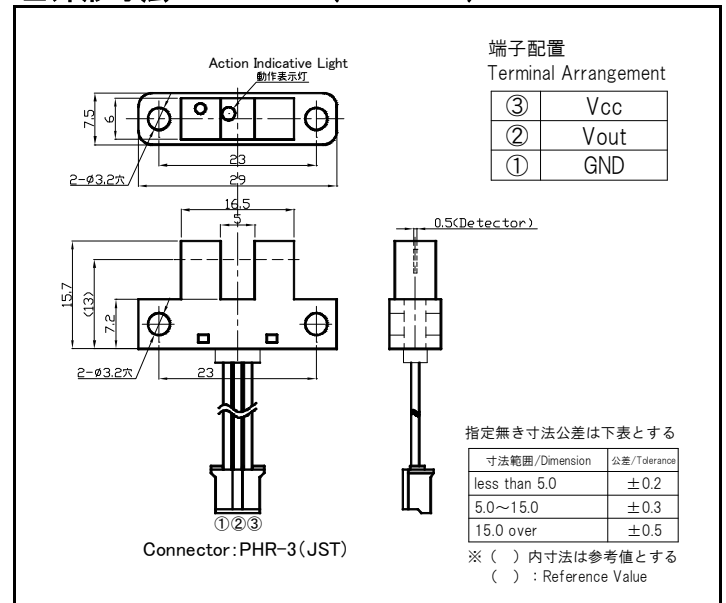 Action Indicative Light
動作表示灯
7.5
6
23
2-φ3.2穴
29
16.5
5
15.7
(13)
7.2
2-φ3.2穴
23
①②③
Connector:PHR-3(JST)
端子配置
Terminal Arrangement
③ Vcc
② Vout
① GND
0.5(Detector)
指定無き寸法公差は下表とする
寸法範囲/Dimension 公差/Tolerance
less than 5.0 ±0.2
5.0～15.0 ±0.3
15.0 over ±0.5
※ ( ) 内寸法は参考値とする
( ) : Reference Value